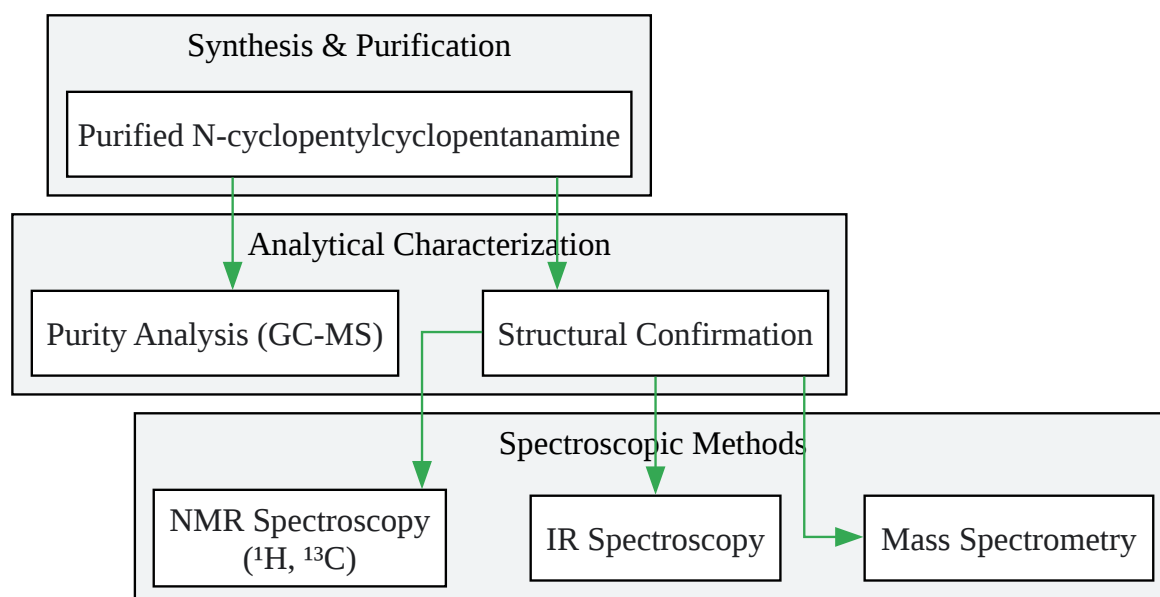 Synthesis & Purification
Purified N-cyclopentylcyclopentanamine
Analytical Characterization
Purity Analysis (GC-MS)
Structural Confirmation
Spectroscopic Methods
NMR Spectroscopy
(¹H, ¹³C)
IR Spectroscopy
Mass Spectrometry